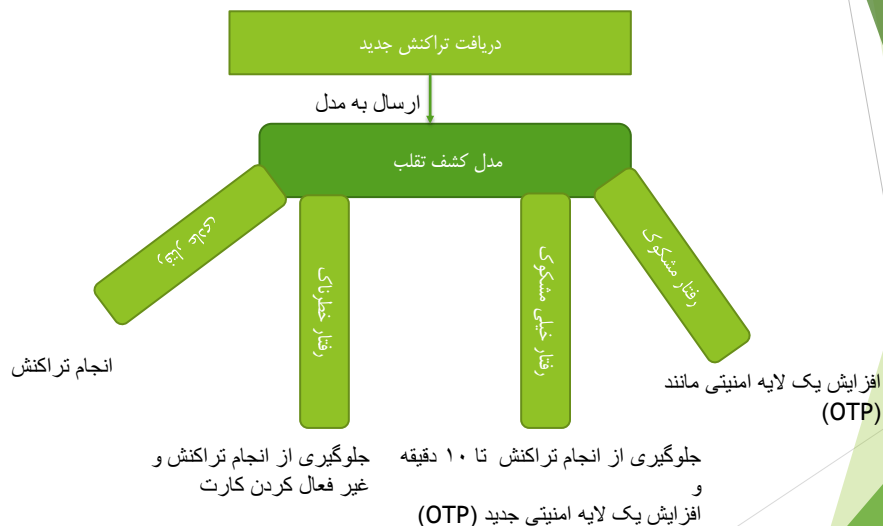 دریافت تراکنش جدید
ارسال به مدل
مدل کشف تقلب
رفتار مشکوک
رفتار خیلی مشکوک
رفتار خطرناک
رفتار عادی
افزایش یک لایه امنیتی مانند
(OTP)
جلوگیری از انجام تراکنش تا ۱۰ دقیقه
و
افزایش یک لایه امنیتی جدید (OTP)
جلوگیری از انجام تراکنش و
غیر فعال کردن کارت
انجام تراکنش